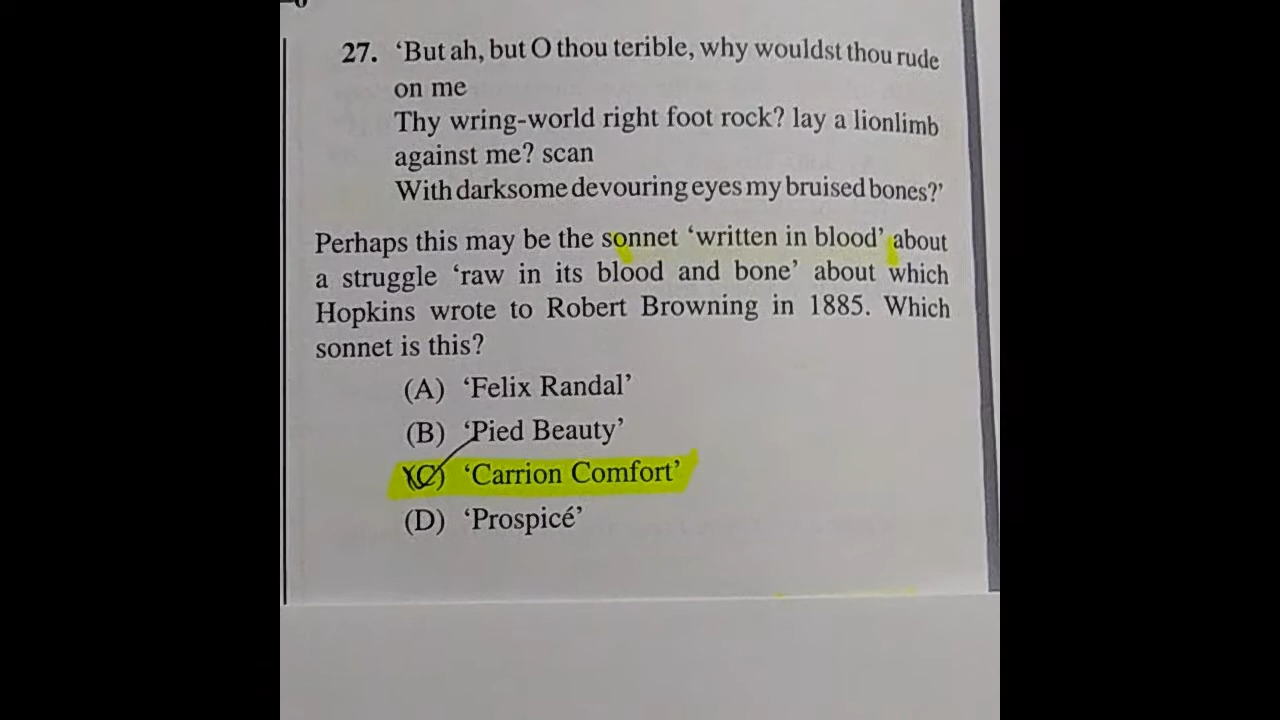 27. ‘But ah, but O thou terible, why wouldst thou rude
on me
Thy wring-world right foot rock? lay a lionlimb
against me? scan
With darksome devouring eyes my bruised bones?’
Perhaps this may be the sonnet ‘written in blood’ about
a struggle ‘raw in its blood and bone’ about which
Hopkins wrote to Robert Browning in 1885. Which
sonnet is this?
(A) ‘Felix Randal’
(B) ‘Pied Beauty’
(C) ‘Carrion Comfort’
(D) ‘Prospicé’